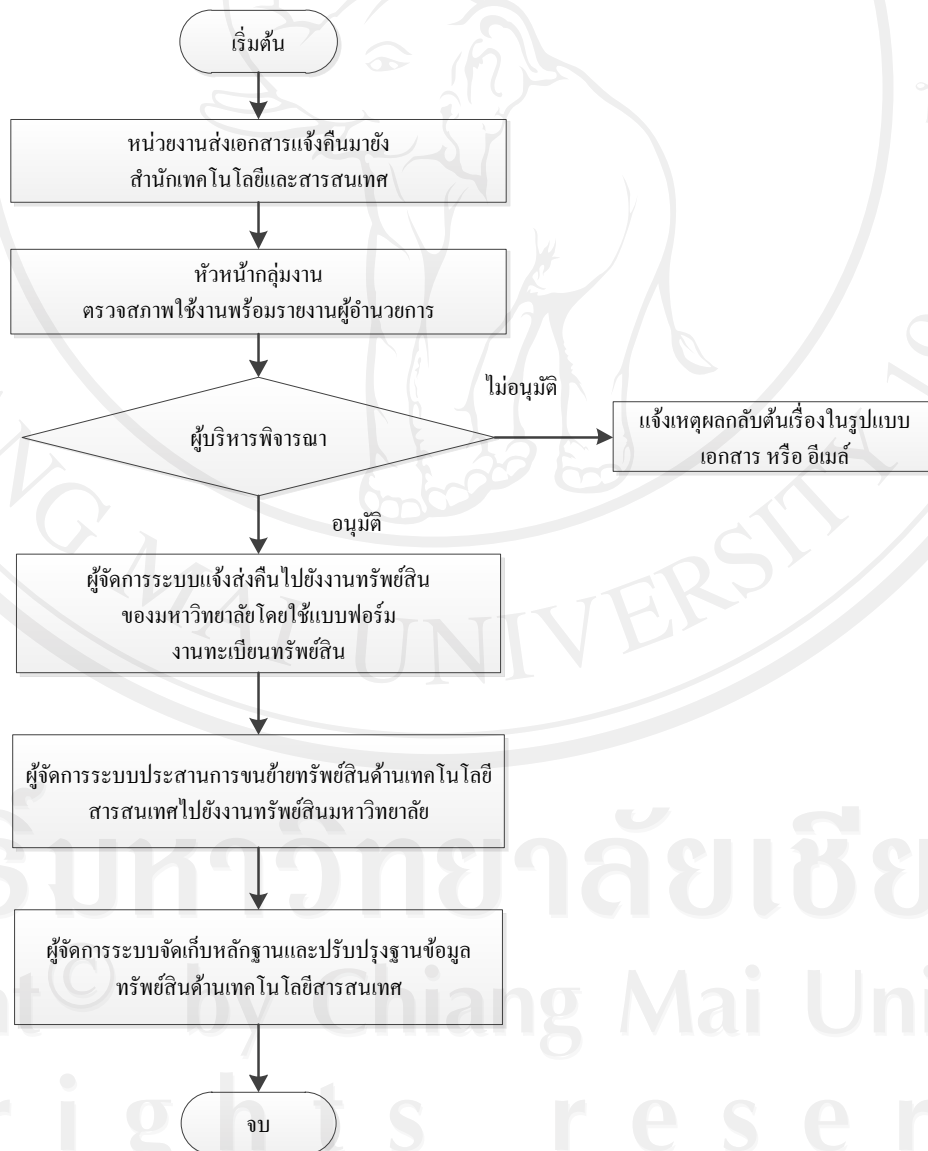 เริ่มต้น
หน่วยงานส่งเอกสารแจ้งคืนมายัง
สำนักเทคโนโลยีและสารสนเทศ
หัวหน้ากลุ่มงาน
ตรวจสภาพใช้งานพร้อมรายงานผู้อำนวยการ
ไม่อนุมัติ
ผู้บริหารพิจารณา
แจ้งเหตุผลกลับต้นเรื่องในรูปแบบ
เอกสาร หรือ อีเมล์
อนุมัติ
ผู้จัดการระบบแจ้งส่งคืนไปยังงานทรัพย์สิน
ของมหาวิทยาลัยโดยใช้แบบฟอร์ม
งานทะเบียนทรัพย์สิน
ผู้จัดการระบบประสานการขนย้ายทรัพย์สินด้านเทคโนโลยี
สารสนเทศไปยังงานทรัพย์สินมหาวิทยาลัย
ผู้จัดการระบบจัดเก็บหลักฐานและปรับปรุงฐานข้อมูล
ทรัพย์สินด้านเทคโนโลยีสารสนเทศ
จบ
MAI UNIVERSITY
มหาวิทยาลัย
© by Chiang Mai
rights